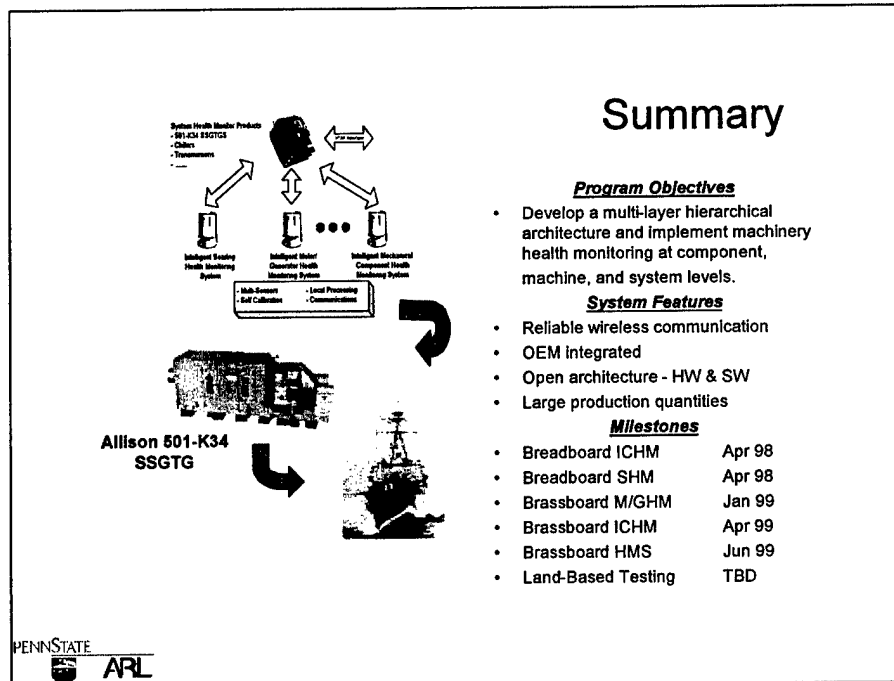 Summary
System Health Monitor Products
- 501-K34 SSGTGS
- Chillers
- Transmissions
Intelligent Bearing
Health Monitoring
System
Intelligent Motor/
Generator Health
Monitoring System
Intelligent Mechanical
Component Health
Monitoring System
- Multi-Sensors
- Local Processing
- Self Calibration
- Communications
Allison 501-K34
SSGTG
Program Objectives
• Develop a multi-layer hierarchical
architecture and implement machinery
health monitoring at component,
machine, and system levels.
System Features
• Reliable wireless communication
• OEM integrated
• Open architecture - HW & SW
• Large production quantities
Milestones
• Breadboard ICHM Apr 98
• Breadboard SHM Apr 98
• Brassboard M/GHM Jan 99
• Brassboard ICHM Apr 99
• Brassboard HMS Jun 99
• Land-Based Testing TBD
PENNSTATE
ARL